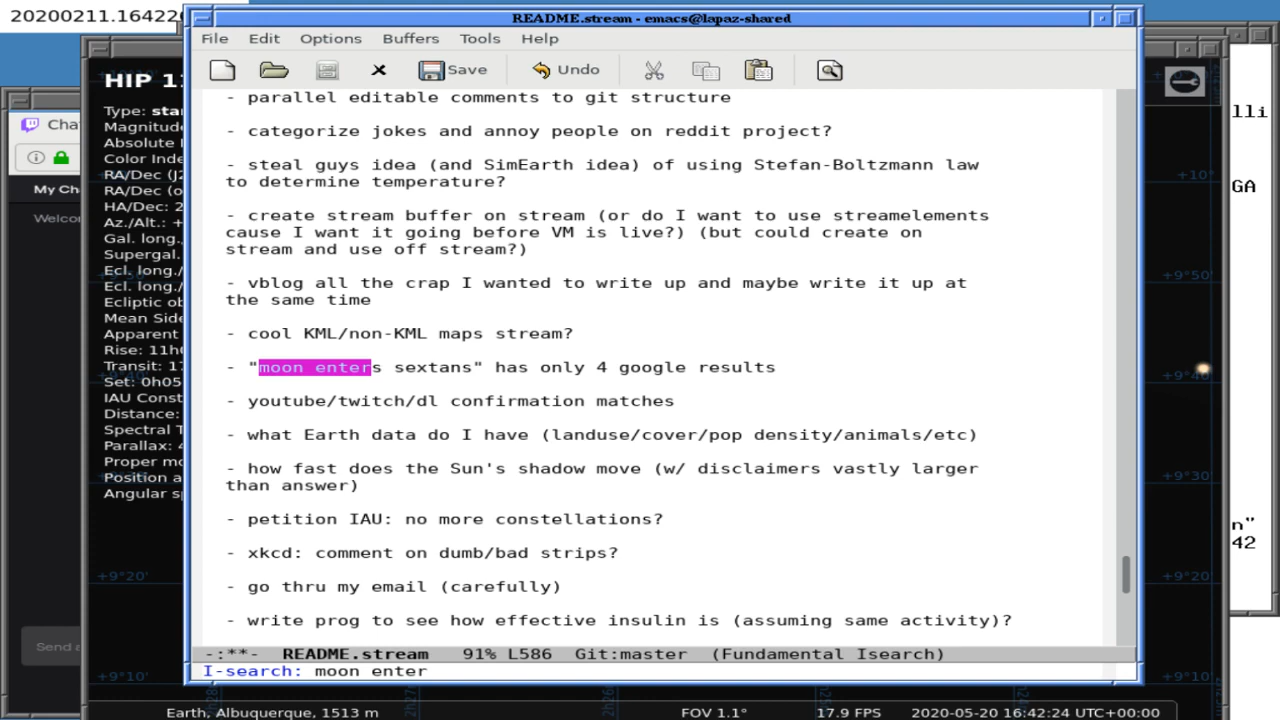 20200211.16422
README.stream - emacs@lapaz-shared
File Edit Options Buffers Tools Help
Save Undo
- parallel editable comments to git structure
- categorize jokes and annoy people on reddit project?
- steal guys idea (and SimEarth idea) of using Stefan-Boltzmann law
to determine temperature?
- create stream buffer on stream (or do I want to use streamelements
cause I want it going before VM is live?) (but could create on
stream and use off stream?)
- vblog all the crap I wanted to write up and maybe write it up at
the same time
- cool KML/non-KML maps stream?
- "moon enters sextans" has only 4 google results
- youtube/twitch/dl confirmation matches
- what Earth data do I have (landuse/cover/pop density/animals/etc)
- how fast does the Sun's shadow move (w/ disclaimers vastly larger
than answer)
- petition IAU: no more constellations?
- xkcd: comment on dumb/bad strips?
- go thru my email (carefully)
- write prog to see how effective insulin is (assuming same activity)?
-:**- README.stream 91% L586 Git:master (Fundamental Isearch)
I-search: moon enter
HIP 1
Type: sta
Magnitud
Absolute
Color Inde
RA/Dec (J2
RA/Dec (o
HA/Dec: 2
Az./Alt.: +
Gal. long.
Supergal.
Ecl. long./
Ecl. long./
Ecliptic ob
Mean Side
Apparent
Rise: 11h0
Transit: 17
Set: 0h05
IAU Const
Distance:
Spectral T
Parallax: 4
Proper mo
Position a
Angular s
Cha
My Ch
Welco
Send a
+10°
+9°50'
+9°40'
+9°30'
+9°20'
+9°10'
+9°20'
+9°10'
lli
GA
n"
42
Earth, Albuquerque, 1513 m FOV 1.1° 17.9 FPS 2020-05-20 16:42:24 UTC+00:00